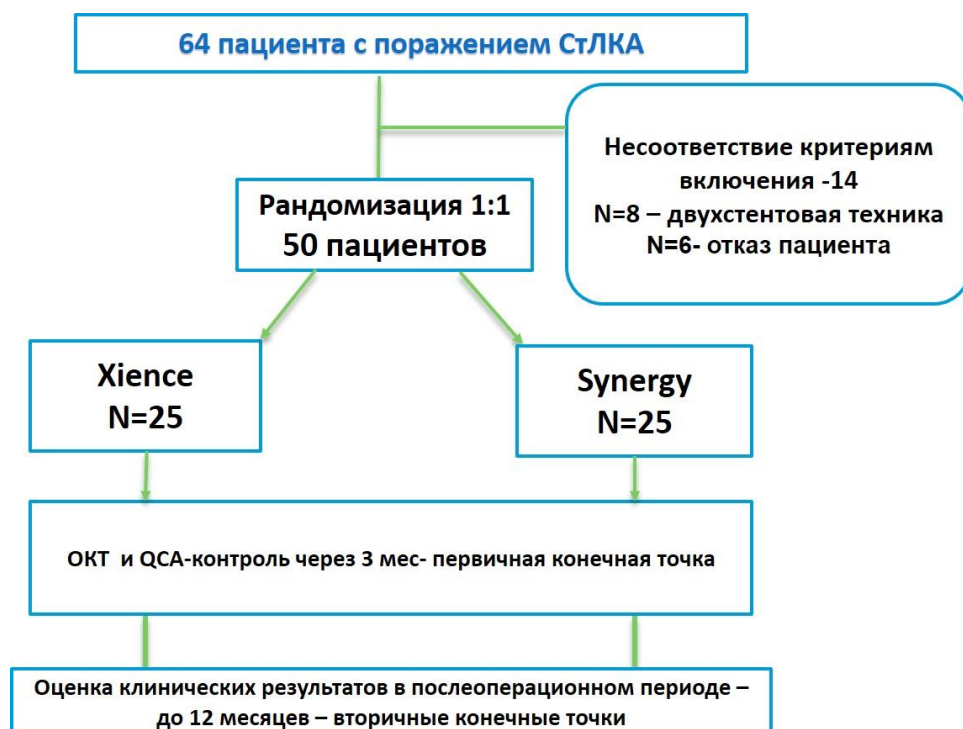 64 пациента с поражением СтЛКА
Несоответствие критериям
включения -14
N=8 – двухстентовая техника
N=6- отказ пациента
Рандомизация 1:1
50 пациентов
Xience
N=25
Synergy
N=25
ОКТ и QCA-контроль через 3 мес- первичная конечная точка
Оценка клинических результатов в послеоперационном периоде –
до 12 месяцев – вторичные конечные точки